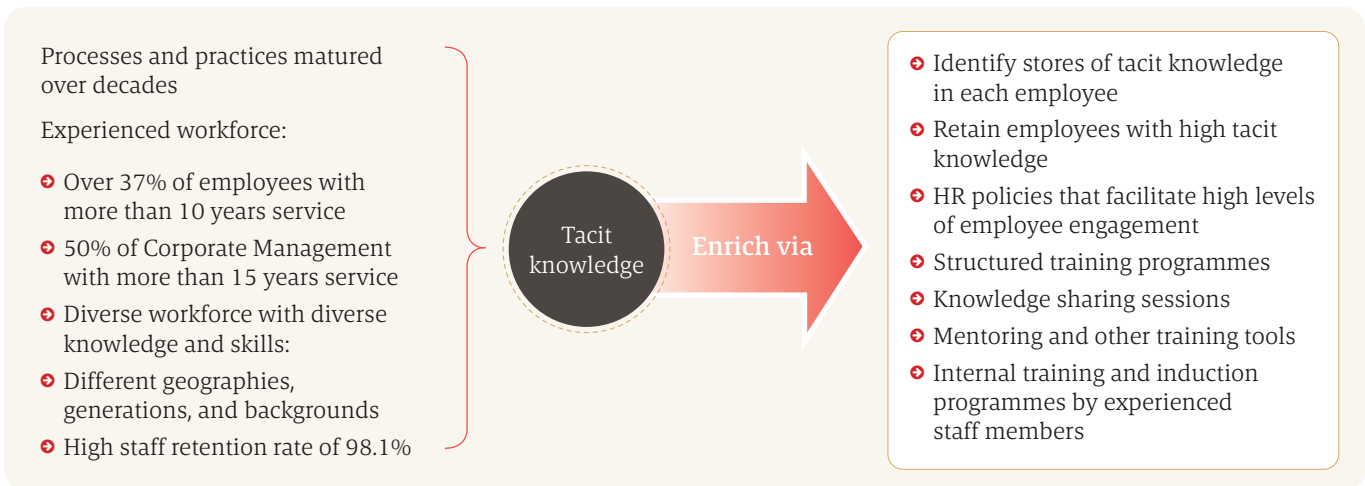 Processes and practices matured
over decades
Experienced workforce:
Over 37% of employees with
more than 10 years service
50% of Corporate Management
with more than 15 years service
Diverse workforce with diverse
knowledge and skills:
Different geographies,
generations, and backgrounds
High staff retention rate of 98.1%
Tacit
knowledge
Enrich via
Identify stores of tacit knowledge
in each employee
Retain employees with high tacit
knowledge
HR policies that facilitate high levels
of employee engagement
Structured training programmes
Knowledge sharing sessions
Mentoring and other training tools
Internal training and induction
programmes by experienced
staff members